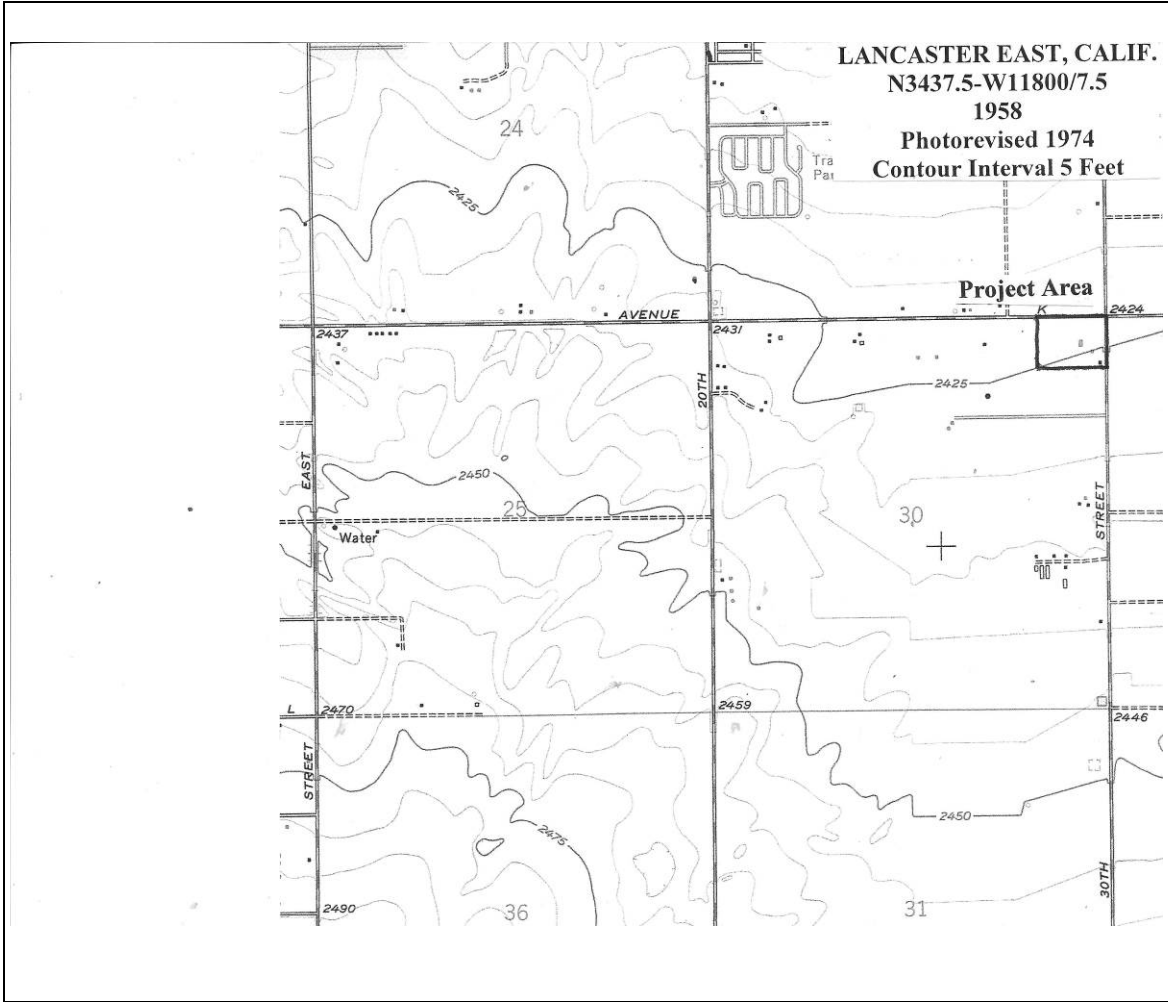 LANCASTER EAST, CALIF.
N3437.5-W11800/7.5
1958
Photorevised 1974
Contour Interval 5 Feet
24
Tra
Par
2425
Project Area
AVENUE
K
2424
2437
2431
20TH
2425
EAST
2450
25
30
STREET
Water
L
2470
2459
2446
STREET
2475
2450
30TH
2490
36
31